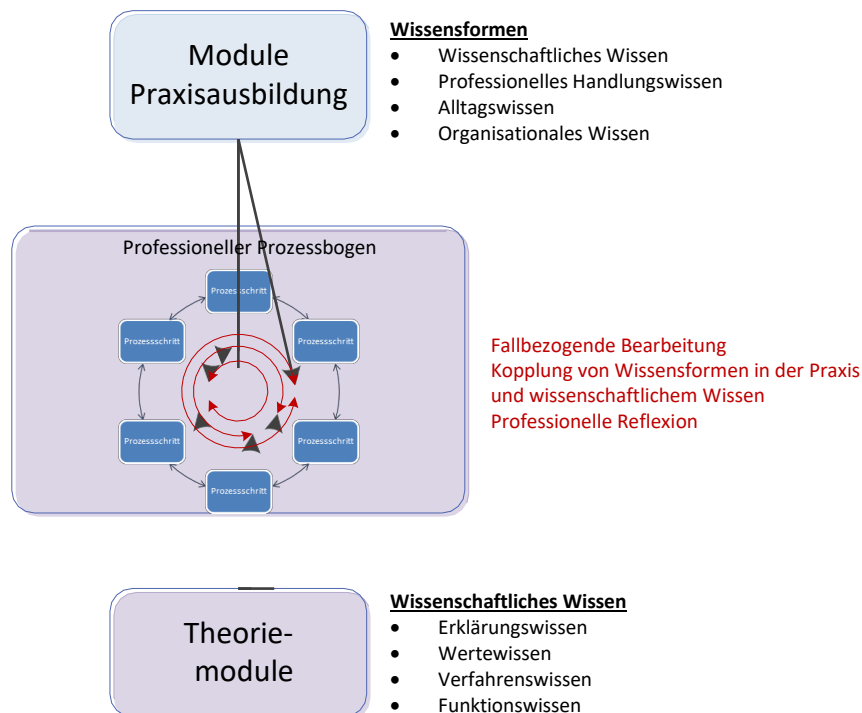 Module
Praxisausbildung
Wissensformen
• Wissenschaftliches Wissen
• Professionelles Handlungswissen
• Alltagswissen
• Organisationales Wissen
Professioneller Prozessbogen
Prozessschritt
Prozessschritt
Prozessschritt
Prozessschritt
Prozessschritt
Prozessschritt
Fallbezogende Bearbeitung
Kopplung von Wissensformen in der Praxis
und wissenschaftlichem Wissen
Professionelle Reflexion
Theorie-
module
Wissenschaftliches Wissen
• Erklärungswissen
• Wertewissen
• Verfahrenswissen
• Funktionswissen